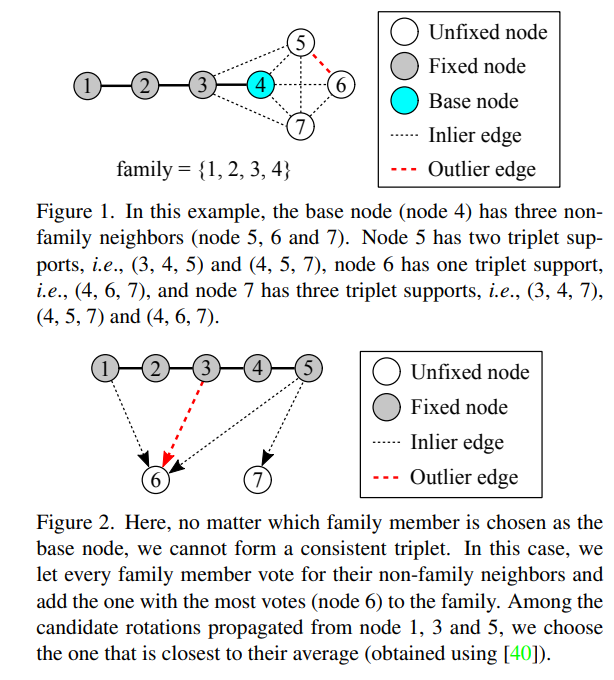 5
1 2 3 4 6
7
family = {1, 2, 3, 4}
Unfixed node
Fixed node
Base node
Inlier edge
Outlier edge
Figure 1. In this example, the base node (node 4) has three non-
family neighbors (node 5, 6 and 7). Node 5 has two triplet sup-
ports, i.e., (3, 4, 5) and (4, 5, 7), node 6 has one triplet support,
i.e., (4, 6, 7), and node 7 has three triplet supports, i.e., (3, 4, 7),
(4, 5, 7) and (4, 6, 7).
1 2 3 4 5
6 7
Unfixed node
Fixed node
Inlier edge
Outlier edge
Figure 2. Here, no matter which family member is chosen as the
base node, we cannot form a consistent triplet. In this case, we
let every family member vote for their non-family neighbors and
add the one with the most votes (node 6) to the family. Among the
candidate rotations propagated from node 1, 3 and 5, we choose
the one that is closest to their average (obtained using [40]).